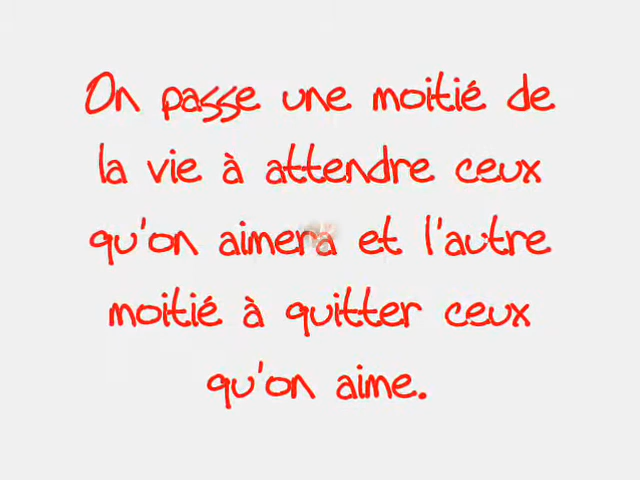 On passe une moitié de
la vie à attendre ceux
qu'on aimera et l'autre
moitié à quitter ceux
qu'on aime.